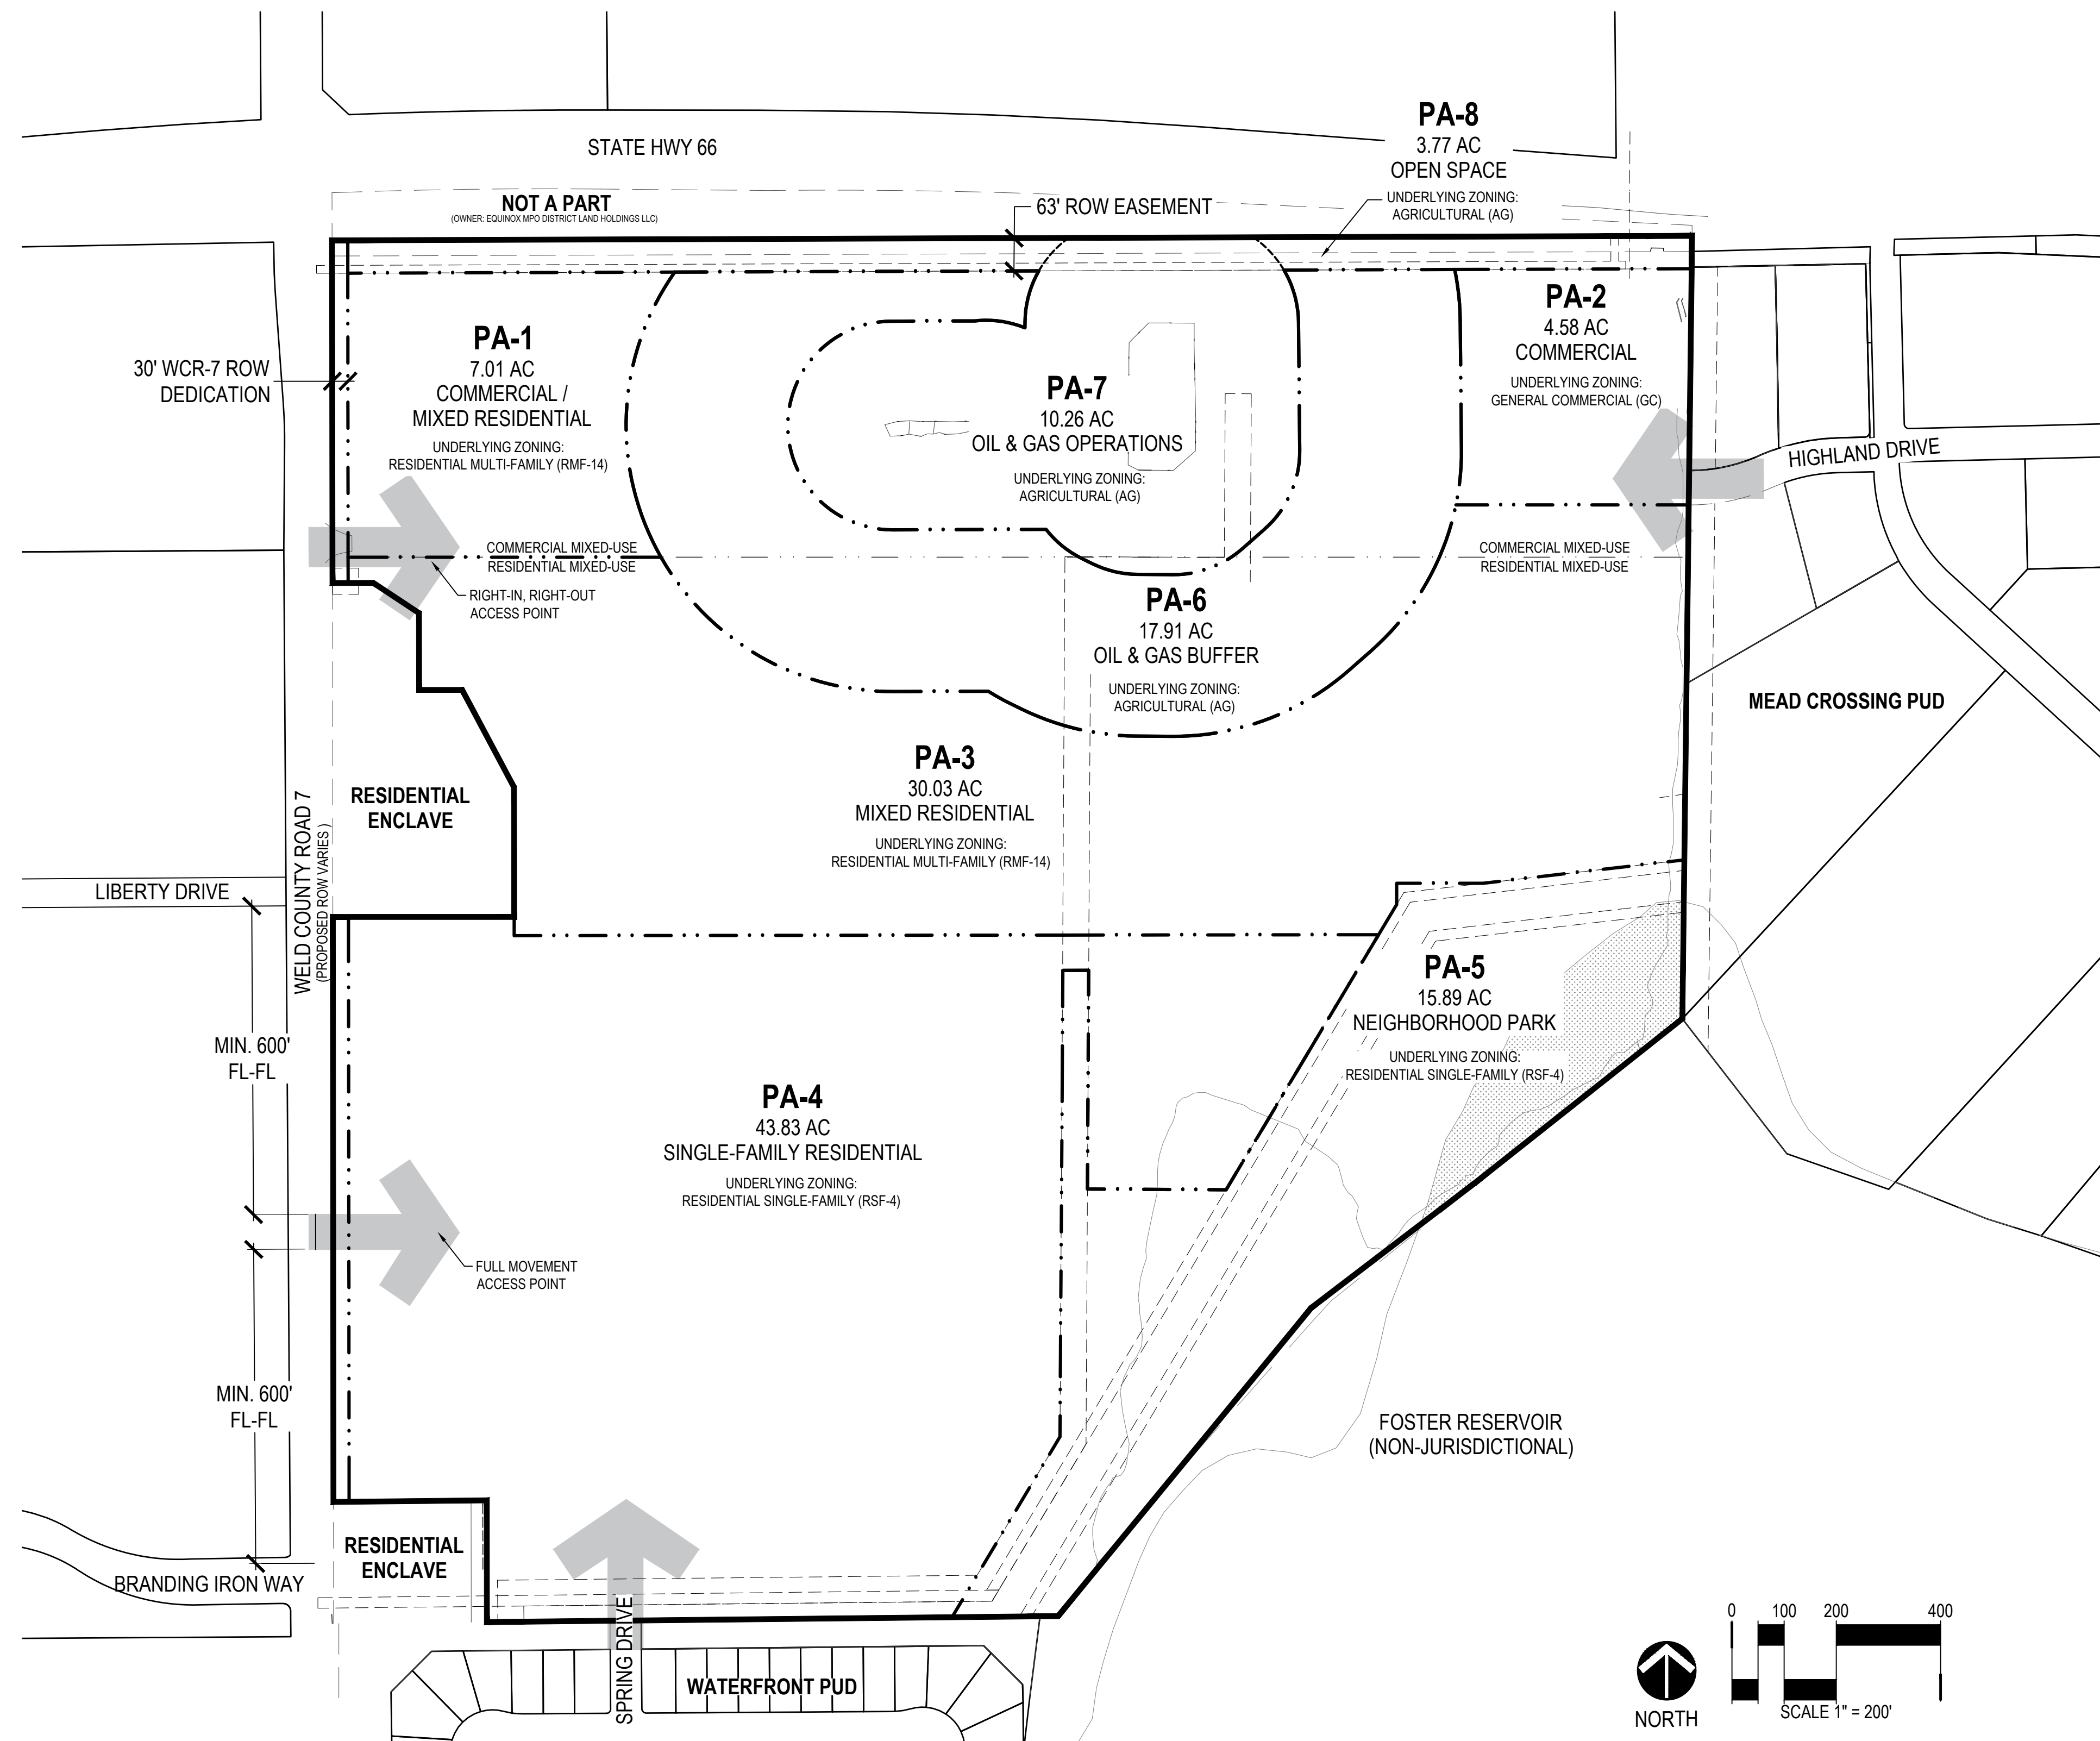 STATE HWY 66
PA-8
3.77 AC
OPEN SPACE
UNDERLYING ZONING:
AGRICULTURAL (AG)
NOT A PART
(OWNER: EQUINOX MPO DISTRICT LAND HOLDINGS LLC)
63' ROW EASEMENT
30' WCR-7 ROW
DEDICATION
PA-1
7.01 AC
COMMERCIAL /
MIXED RESIDENTIAL
UNDERLYING ZONING:
RESIDENTIAL MULTI-FAMILY (RMF-14)
PA-7
10.26 AC
OIL & GAS OPERATIONS
UNDERLYING ZONING:
AGRICULTURAL (AG)
PA-2
4.58 AC
COMMERCIAL
UNDERLYING ZONING:
GENERAL COMMERCIAL (GC)
HIGHLAND DRIVE
COMMERCIAL MIXED-USE
RESIDENTIAL MIXED-USE
COMMERCIAL MIXED-USE
RESIDENTIAL MIXED-USE
RIGHT-IN, RIGHT-OUT
ACCESS POINT
PA-6
17.91 AC
OIL & GAS BUFFER
UNDERLYING ZONING:
AGRICULTURAL (AG)
MEAD CROSSING PUD
RESIDENTIAL
ENCLAVE
PA-3
30.03 AC
MIXED RESIDENTIAL
UNDERLYING ZONING:
RESIDENTIAL MULTI-FAMILY (RMF-14)
WELD COUNTY ROAD 7
(PROPOSED ROW VARIES )
LIBERTY DRIVE
PA-5
15.89 AC
NEIGHBORHOOD PARK
UNDERLYING ZONING:
RESIDENTIAL SINGLE-FAMILY (RSF-4)
MIN. 600'
FL-FL
PA-4
43.83 AC
SINGLE-FAMILY RESIDENTIAL
UNDERLYING ZONING:
RESIDENTIAL SINGLE-FAMILY (RSF-4)
FULL MOVEMENT
ACCESS POINT
MIN. 600'
FL-FL
FOSTER RESERVOIR
(NON-JURISDICTIONAL)
RESIDENTIAL
ENCLAVE
BRANDING IRON WAY
SPRING DRIVE
WATERFRONT PUD
0 100 200 400
SCALE 1" = 200'
NORTH